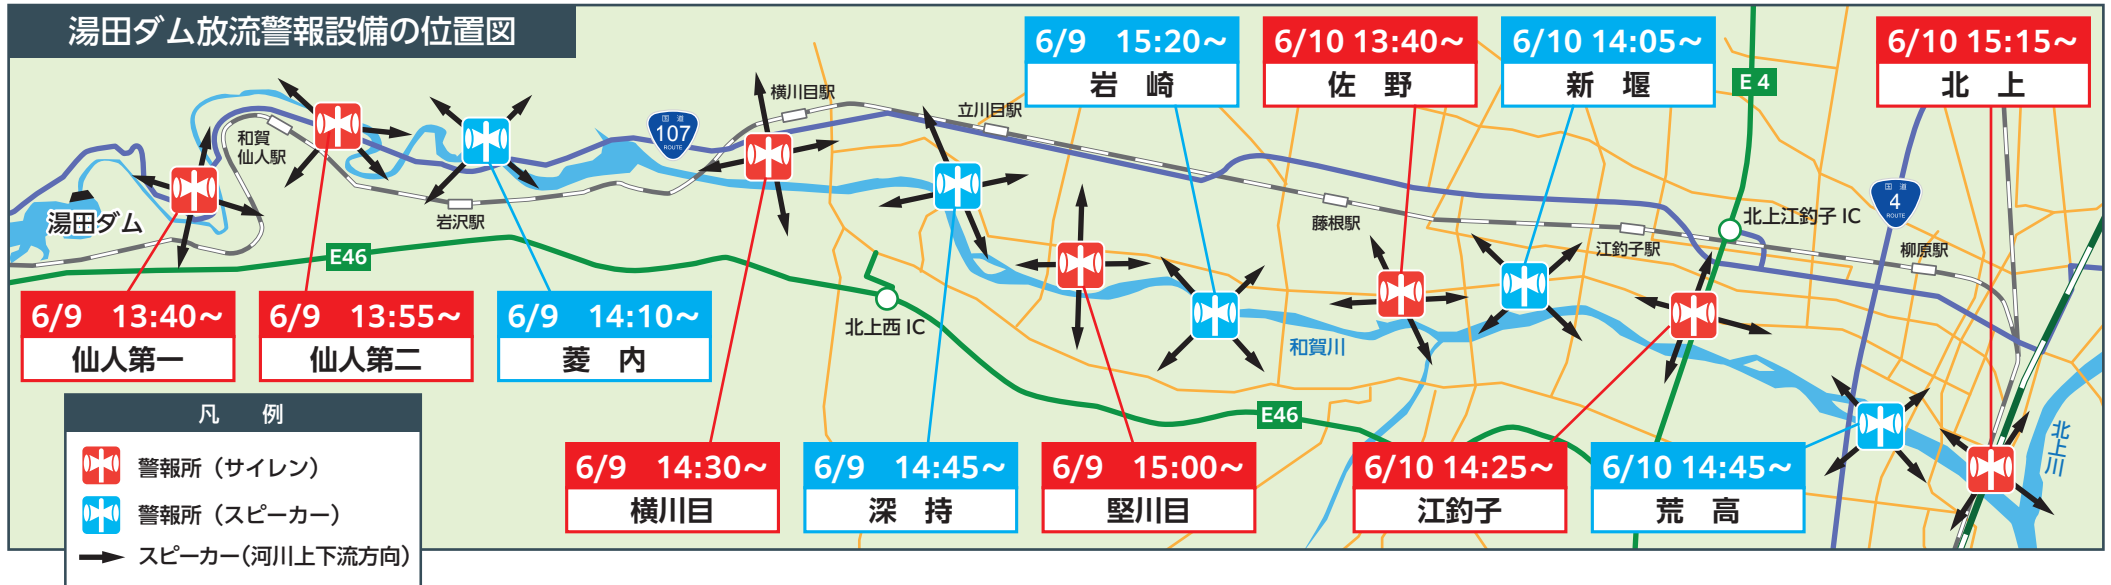 湯田ダム放流警報設備の位置図
6/9 15:20～
岩 崎
6/10 13:40～
佐 野
6/10 14:05～
新 堰
6/10 15:15～
北 上
E4
横川目駅
立川目駅
国道
107
ROUTE
和賀
仙人駅
湯田ダム
岩沢駅
E46
藤根駅
江釣子駅
北上江釣子 IC
国道
4
ROUTE
柳原駅
6/9 13:40～
仙人第一
6/9 13:55～
仙人第二
6/9 14:10～
菱 内
北上西 IC
和賀川
E46
北上川
6/9 14:30～
横川目
6/9 14:45～
深 持
6/9 15:00～
堅川目
6/10 14:25～
江釣子
6/10 14:45～
荒 高
凡 例
警報所（サイレン）
警報所（スピーカー）
スピーカー(河川上下流方向)